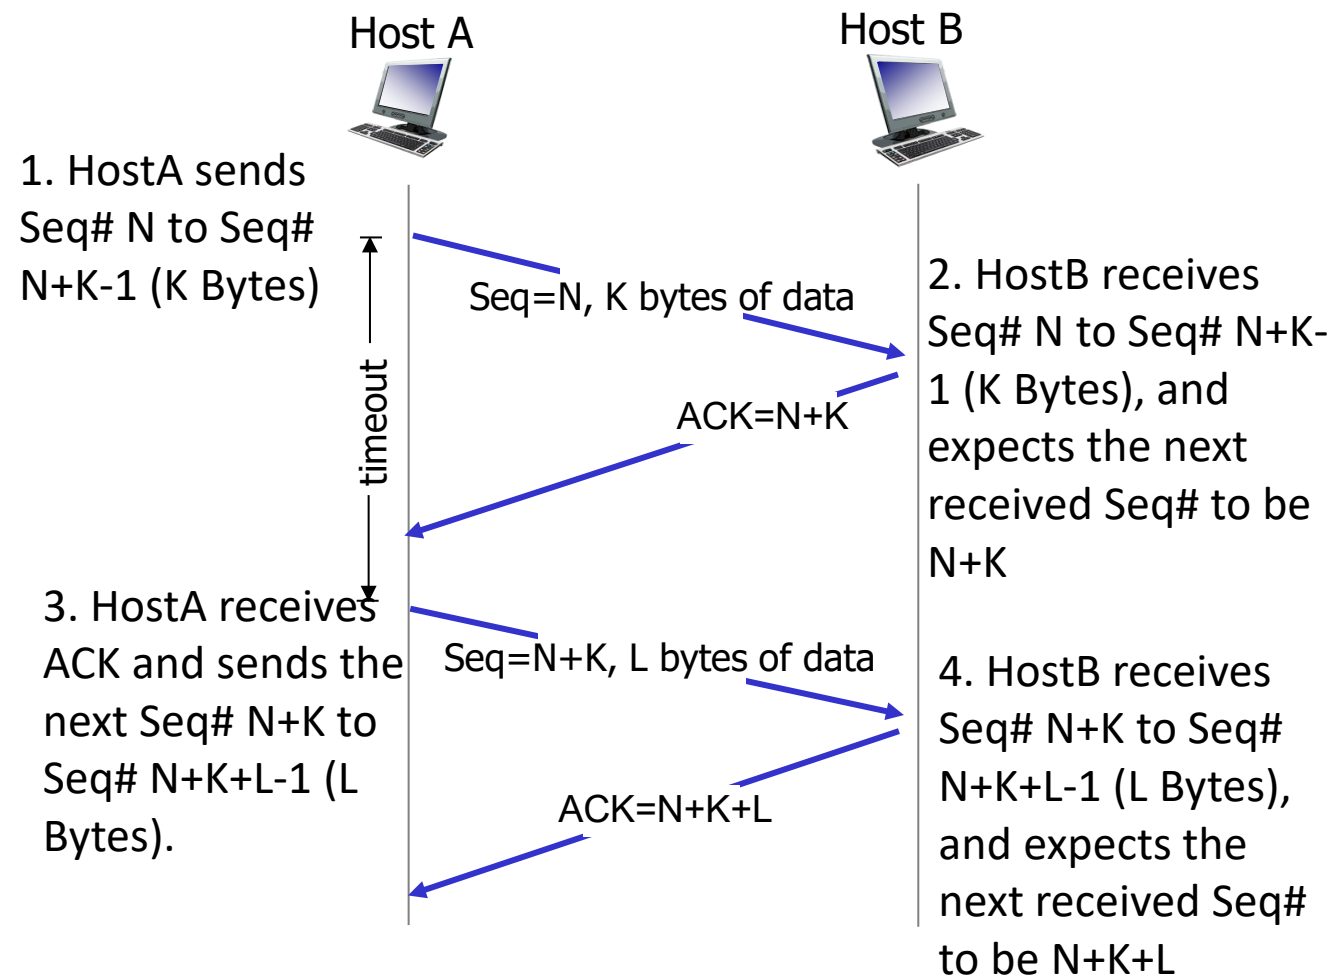 Host A
Host B
1. HostA sends
Seq# N to Seq#
N+K-1 (K Bytes)
Seq=N, K bytes of data
2. HostB receives
Seq# N to Seq# N+K-
1 (K Bytes), and
expects the next
received Seq# to be
N+K
timeout
ACK=N+K
3. HostA receives
ACK and sends the
next Seq# N+K to
Seq# N+K+L-1 (L
Bytes).
Seq=N+K, L bytes of data
4. HostB receives
Seq# N+K to Seq#
N+K+L-1 (L Bytes),
and expects the
next received Seq#
to be N+K+L
ACK=N+K+L